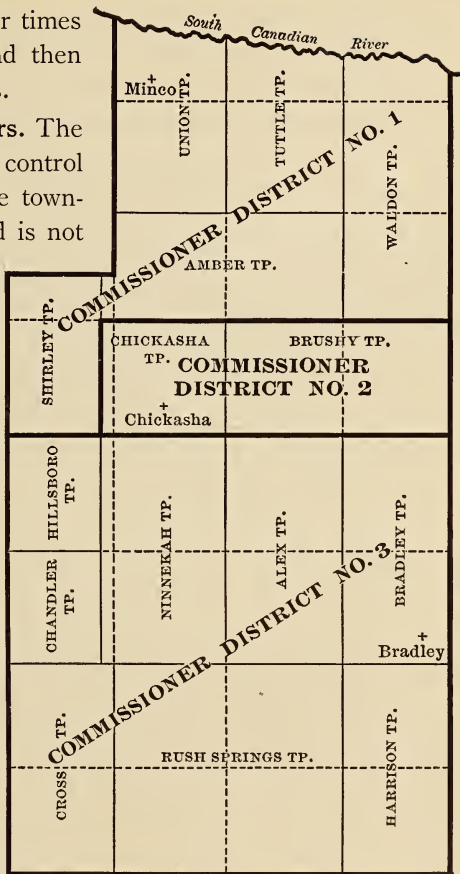 r times
nd then
s.
rs. The
control
e town-
d is not
South Canadian River
Minco
UNION TP.
TUTTLE TP.
WALDON TP.
COMMISSIONER DISTRICT NO. 1
AMBER TP.
SHIRLEY TP.
CHICKASHA
TP.
BRUSHY TP.
COMMISSIONER
DISTRICT NO. 2
Chickasha
HILLSBORO
TP.
CHANDLER
TP.
NINNEKAH TP.
ALEX TP.
BRADLEY TP.
COMMISSIONER DISTRICT NO. 3
Bradley
CROSS TP.
RUSH SPRINGS TP.
HARRISON TP.